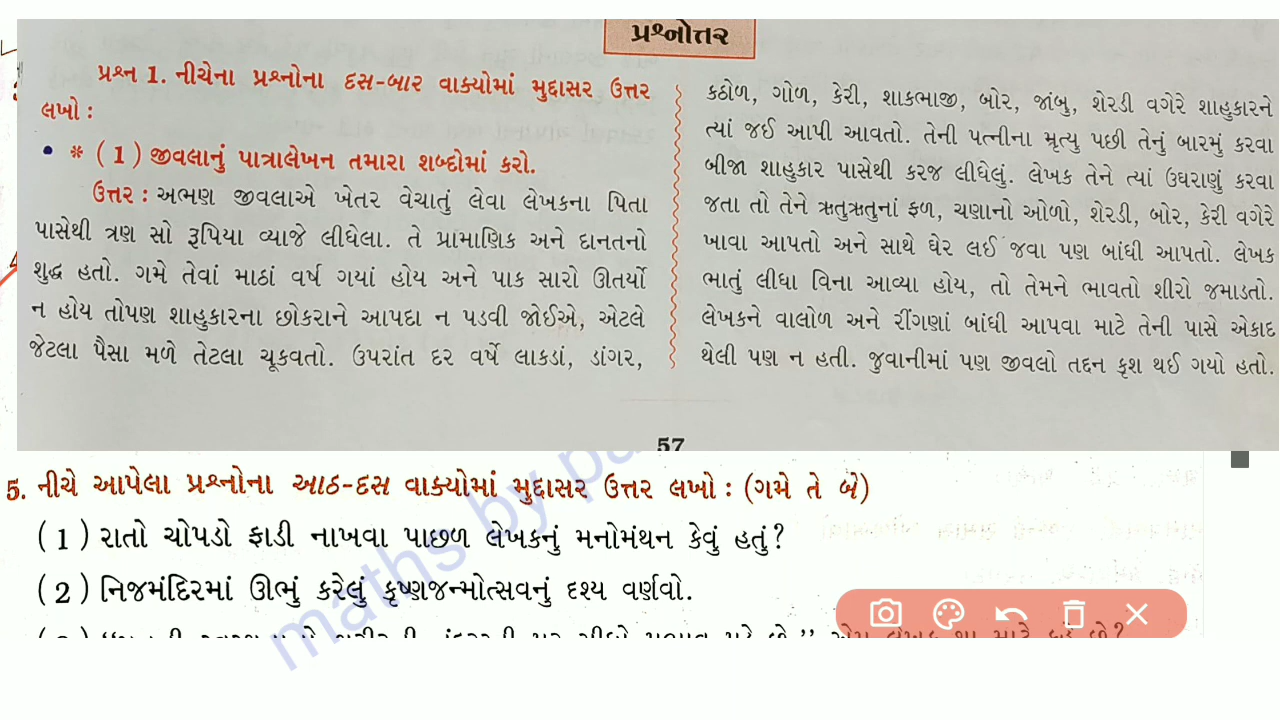 પ્રશ્નોત્તર
પ્રશ્ન 1. નીચેના પ્રશ્નોના દસ-બાર વાક્યોમાં મુદ્દાસર ઉત્તર
લખો :
* ( 1 ) જીવલાનું પાત્રાલેખન તમારા શબ્દોમાં કરો.
ઉત્તર : અભણ જીવલાએ ખેતર વેચાતું લેવા લેખકના પિતા
પાસેથી ત્રણ સો રૂપિયા વ્યાજે લીધેલા. તે પ્રામાણિક અને દાનતનો
શુદ્ધ હતો. ગમે તેવાં માઠાં વર્ષ ગયાં હોય અને પાક સારો ઊતર્યો
ન હોય તોપણ શાહુકારના છોકરાને આપદા ન પડવી જોઈએ, એટલે
જેટલા પૈસા મળે તેટલા ચૂકવતો. ઉપરાંત દર વર્ષે લાકડાં, ડાંગર,
કઠોળ, ગોળ, કેરી, શાકભાજી, બોર, જાંબુ, શેરડી વગેરે શાહુકારને
ત્યાં જઈ આપી આવતો. તેની પત્નીના મૃત્યુ પછી તેનું બારમું કરવા
બીજા શાહુકાર પાસેથી કરજ લીધેલું. લેખક તેને ત્યાં ઉઘરાણું કરવા
જતા તો તેને ઋતુઋતુનાં ફળ, ચણાનો ઓળો, શેરડી, બોર, કેરી વગેરે
ખાવા આપતો અને સાથે ઘેર લઈ જવા પણ બાંધી આપતો. લેખક
ભાતું લીધા વિના આવ્યા હોય, તો તેમને ભાવતો શીરો જમાડતો.
લેખકને વાલોળ અને રીંગણાં બાંધી આપવા માટે તેની પાસે એકાદ
થેલી પણ ન હતી. જુવાનીમાં પણ જીવલો તદ્દન કૃશ થઈ ગયો હતો.
57
5. નીચે આપેલા પ્રશ્નોના આઠ-દસ વાક્યોમાં મુદ્દાસર ઉત્તર લખો : (ગમે તે બે)
( 1 ) રાતો ચોપડો ફાડી નાખવા પાછળ લેખકનું મનોમંથન કેવું હતું?
( 2 ) નિજમંદિરમાં ઊભું કરેલું કૃષ્ણજન્મોત્સવનું દૃશ્ય વર્ણવો.
maths by